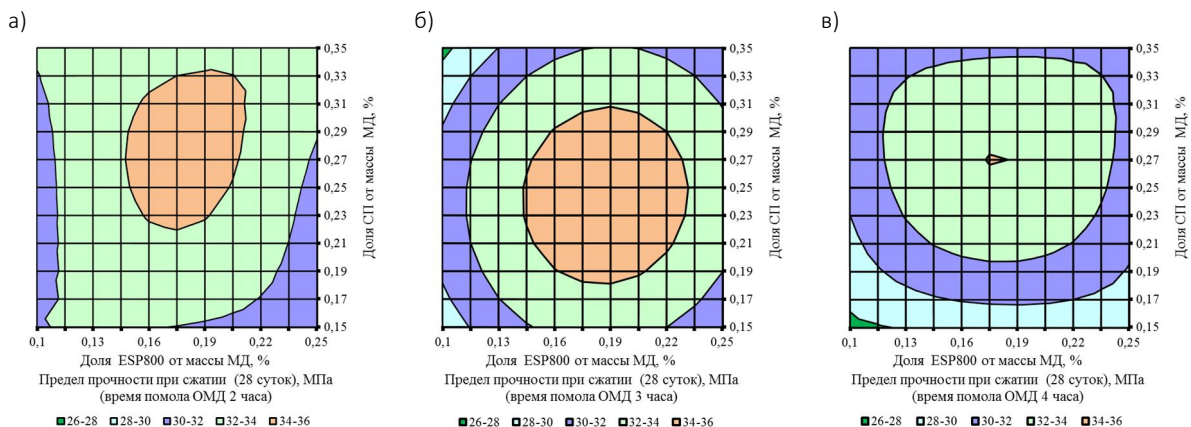 а)
0,35
0,33
0,31
0,29
0,27
0,25
0,23
0,21
0,19
0,17
0,15
Доля СП от массы МД, %
0,1 0,13 0,16 0,19 0,22 0,25
Доля ESP800 от массы МД, %
Предел прочности при сжатии (28 суток), МПа
(время помола ОМД 2 часа)
26-28 28-30 30-32 32-34 34-36
б)
0,35
0,33
0,31
0,29
0,27
0,25
0,23
0,21
0,19
0,17
0,15
Доля СП от массы МД, %
0,1 0,13 0,16 0,19 0,22 0,25
Доля ESP800 от массы МД, %
Предел прочности при сжатии (28 суток), МПа
(время помола ОМД 3 часа)
26-28 28-30 30-32 32-34 34-36
в)
0,35
0,33
0,31
0,29
0,27
0,25
0,23
0,21
0,19
0,17
0,15
Доля СП от массы МД, %
0,1 0,13 0,16 0,19 0,22 0,25
Доля ESP800 от массы МД, %
Предел прочности при сжатии (28 суток), МПа
(время помола ОМД 4 часа)
26-28 28-30 30-32 32-34 34-36